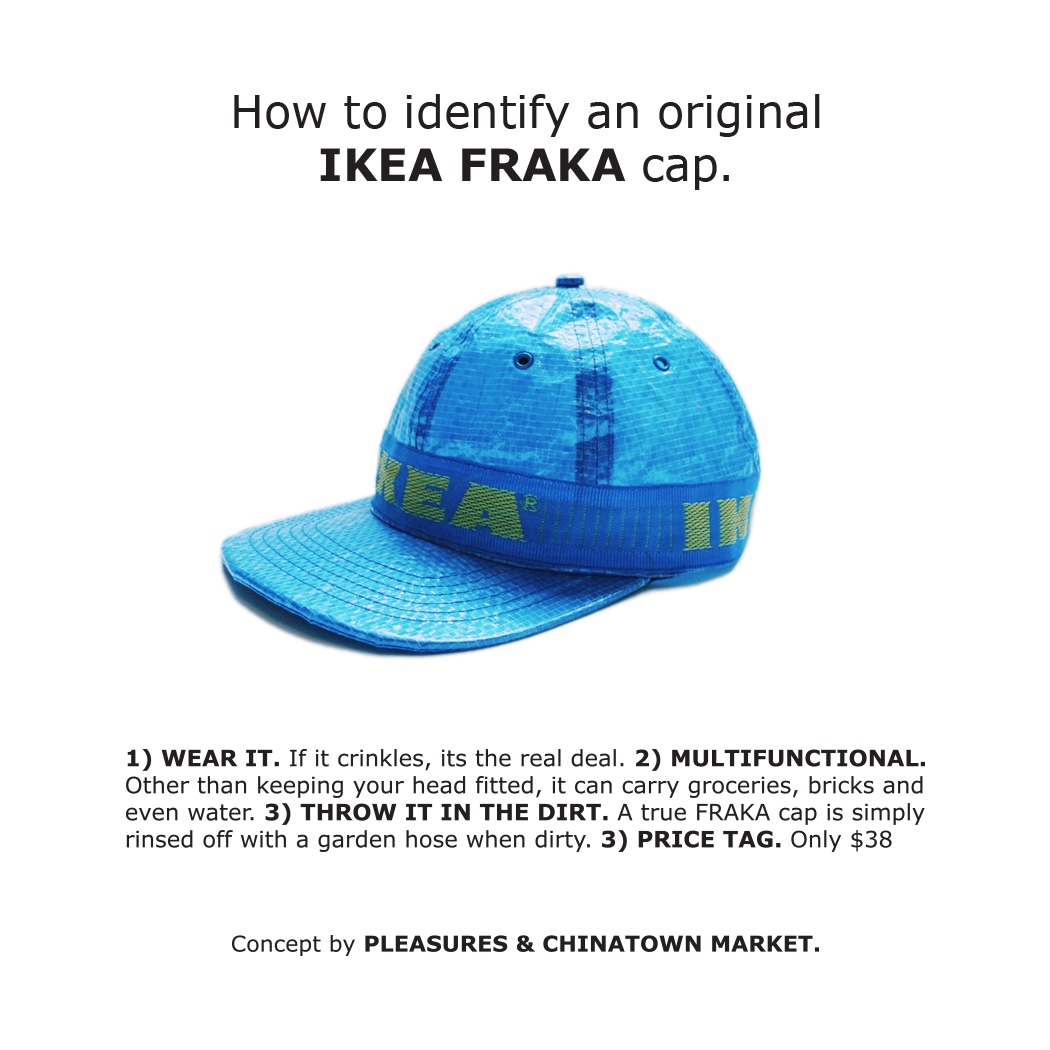 How to identify an original
IKEA FRAKA cap.
KEA® IK
1) WEAR IT. If it crinkles, its the real deal. 2) MULTIFUNCTIONAL.
Other than keeping your head fitted, it can carry groceries, bricks and
even water. 3) THROW IT IN THE DIRT. A true FRAKA cap is simply
rinsed off with a garden hose when dirty. 3) PRICE TAG. Only $38
Concept by PLEASURES & CHINATOWN MARKET.